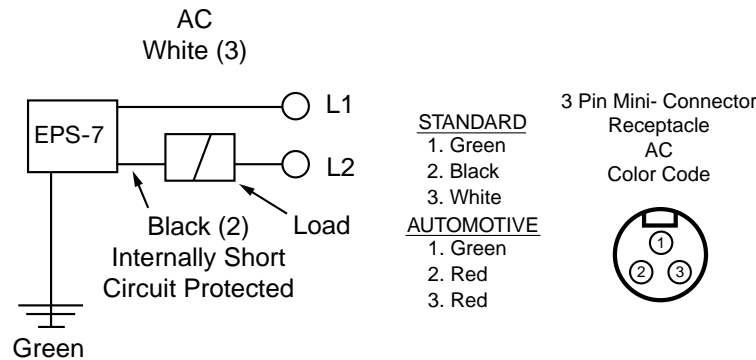 AC
White (3)
L1
EPS-7
L2
Black (2)
Load
Internally Short
Circuit Protected
Green
STANDARD
1. Green
2. Black
3. White
AUTOMOTIVE
1. Green
2. Red
3. Red
3 Pin Mini- Connector
Receptacle
AC
Color Code
1
2 3